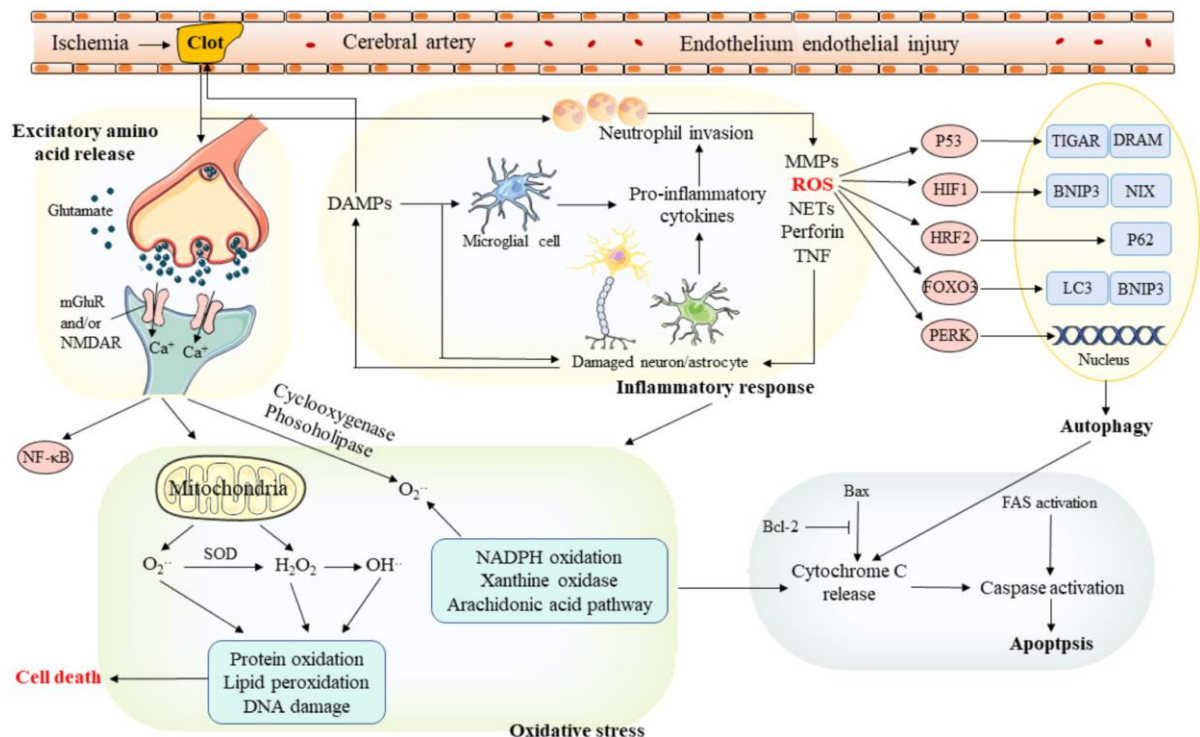 Ischemia
Clot
Cerebral artery
Endothelium endothelial injury
Excitatory amino
acid release
Glutamate
mGluR
and/or
NMDAR
Ca⁺
Ca⁺
NF-κB
DAMPs
Microglial cell
Neutrophil invasion
Pro-inflammatory
cytokines
Damaged neuron/astrocyte
Inflammatory response
MMPs
ROS
NETs
Perforin
TNF
P53
HIF1
HRF2
FOXO3
PERK
TIGAR
DRAM
BNIP3
NIX
P62
LC3
BNIP3
Nucleus
Autophagy
Cyclooxygenase
Phosoholipase
Mitochondria
O₂⁻⁻
O₂⁻⁻
SOD
H₂O₂
OH⁻⁻
NADPH oxidation
Xanthine oxidase
Arachidonic acid pathway
Protein oxidation
Lipid peroxidation
DNA damage
Cell death
Oxidative stress
Bax
Bcl-2
FAS activation
Cytochrome C
release
Caspase activation
Apoptpsis